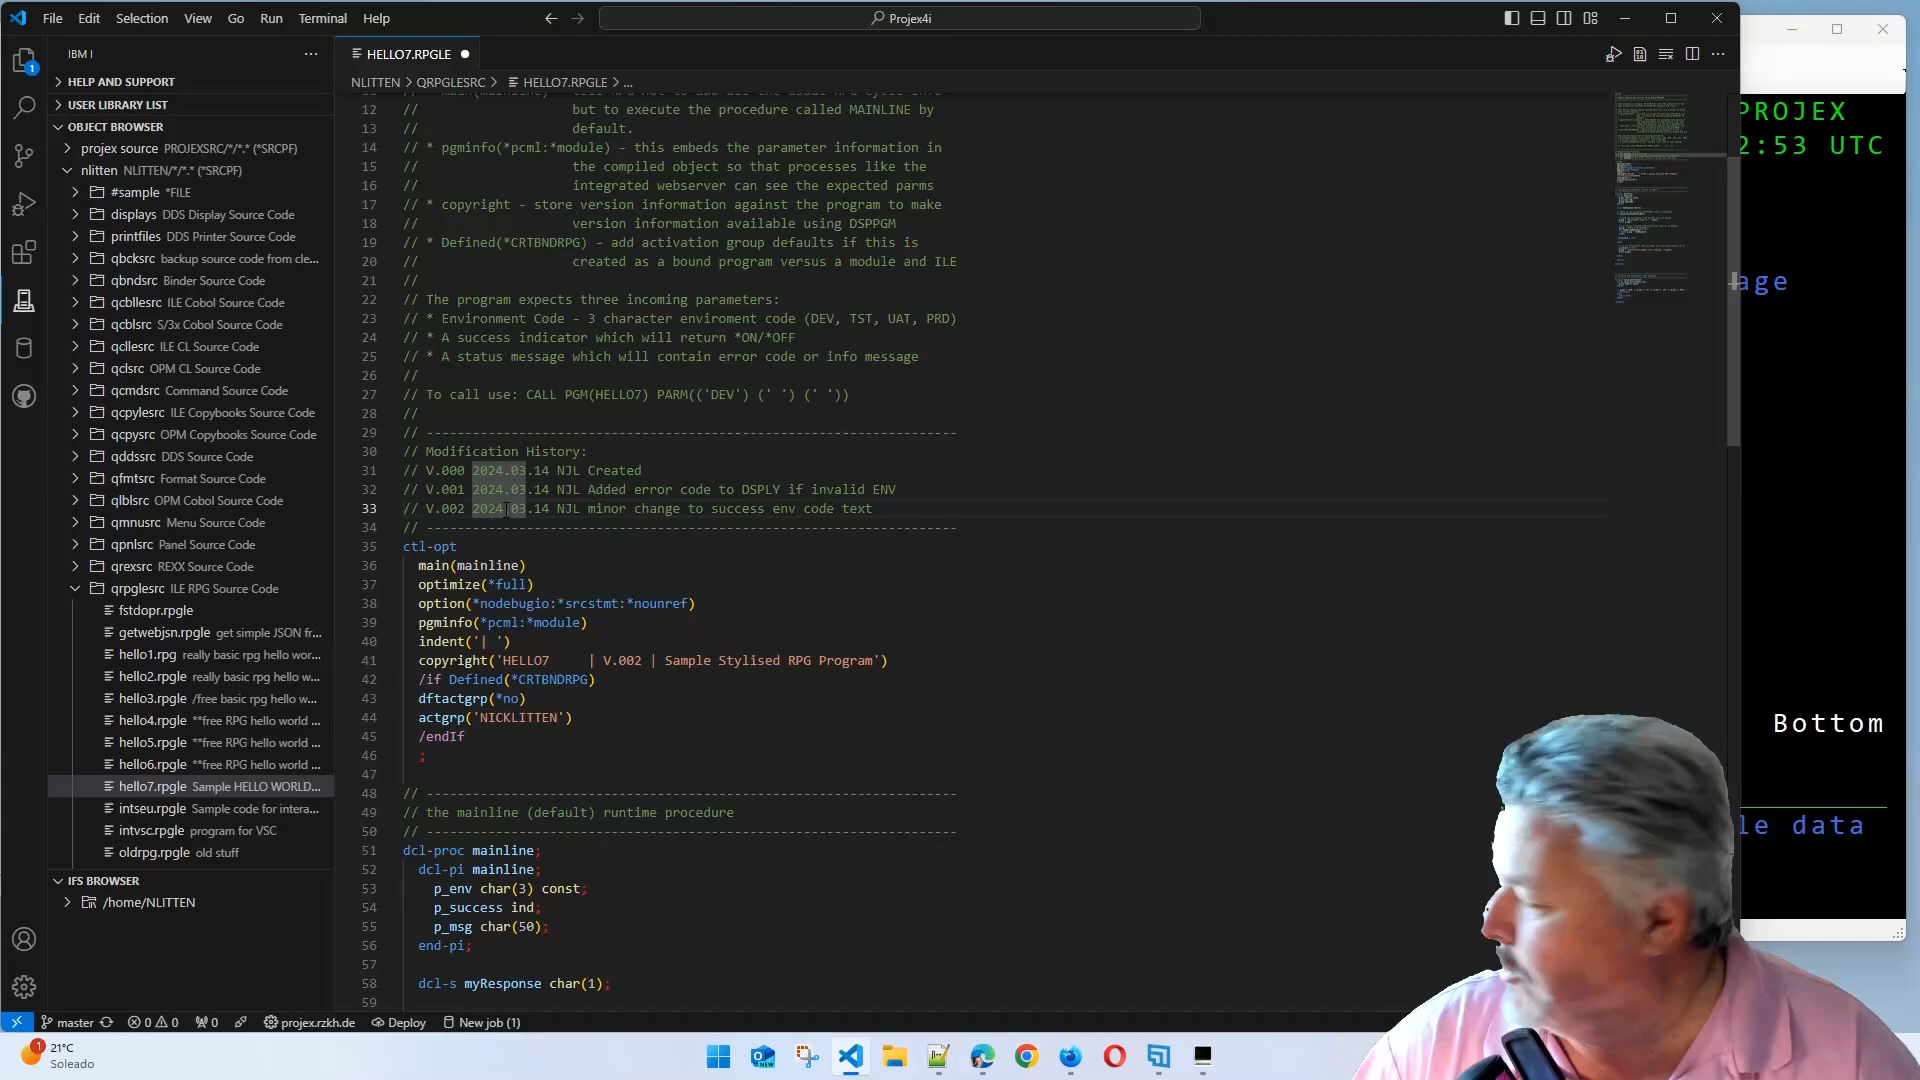 File Edit Selection View Go Run Terminal Help
Projex4i
IBM I
HELP AND SUPPORT
USER LIBRARY LIST
OBJECT BROWSER
projex source PROJEXSRC/*/*.* (*SRCPF)
nlitten NLITTEN/*/*.* (*SRCPF)
#sample *FILE
displays DDS Display Source Code
printfiles DDS Printer Source Code
qbcksrc backup source code from cle...
qbndsrc Binder Source Code
qcbllesrc ILE Cobol Source Code
qcblsrc S/3x Cobol Source Code
qcllesrc ILE CL Source Code
qclsrc OPM CL Source Code
qcmdsrc Command Source Code
qcpylesrc ILE Copybooks Source Code
qcpysrc OPM Copybooks Source Code
qddssrc DDS Source Code
qfmtsrc Format Source Code
qlblsrc OPM Cobol Source Code
qmnusrc Menu Source Code
qpnlsrc Panel Source Code
qrexsrc REXX Source Code
qrpglesrc ILE RPG Source Code
fstdopr.rpgle
getwebjsn.rpgle get simple JSON fr...
hello1.rpg really basic rpg hello wor...
hello2.rpgle really basic rpg hello w...
hello3.rpgle /free basic rpg hello w...
hello4.rpgle **free RPG hello world ...
hello5.rpgle **free RPG hello world ...
hello6.rpgle **free RPG hello world ...
hello7.rpgle Sample HELLO WORLD...
intseu.rpgle Sample code for intera...
intvsc.rpgle program for VSC
oldrpg.rpgle old stuff
IFS BROWSER
/home/NLITTEN
HELLO7.RPGLE
NLITTEN > QRPGLESRC > HELLO7.RPGLE > ...
12 // but to execute the procedure called MAINLINE by
13 // default.
14 // * pgminfo(*pcml:*module) - this embeds the parameter information in
15 // the compiled object so that processes like the
16 // integrated webserver can see the expected parms
17 // * copyright - store version information against the program to make
18 // version information available using DSPPGM
19 // * Defined(*CRTBNDRPG) - add activation group defaults if this is
20 // created as a bound program versus a module and ILE
21 //
22 // The program expects three incoming parameters:
23 // * Environment Code - 3 character enviroment code (DEV, TST, UAT, PRD)
24 // * A success indicator which will return *ON/*OFF
25 // * A status message which will contain error code or info message
26 //
27 // To call use: CALL PGM(HELLO7) PARM(('DEV') (' ') (' '))
28 //
29 // ---------------------------------------------------------------------
30 // Modification History:
31 // V.000 2024.03.14 NJL Created
32 // V.001 2024.03.14 NJL Added error code to DSPLY if invalid ENV
33 // V.002 2024.03.14 NJL minor change to success env code text
34 // ---------------------------------------------------------------------
35 ctl-opt
36 main(mainline)
37 optimize(*full)
38 option(*nodebugio:*srcstmt:*nounref)
39 pgminfo(*pcml:*module)
40 indent('| ')
41 copyright('HELLO7 | V.002 | Sample Stylised RPG Program')
42 /if Defined(*CRTBNDRPG)
43 dftactgrp(*no)
44 actgrp('NICKLITTEN')
45 /endIf
46 ;
47
48 // ---------------------------------------------------------------------
49 // the mainline (default) runtime procedure
50 // ---------------------------------------------------------------------
51 dcl-proc mainline;
52 dcl-pi mainline;
53 p_env char(3) const;
54 p_success ind;
55 p_msg char(50);
56 end-pi;
57
58 dcl-s myResponse char(1);
59
PROJEX
2:53 UTC
age
Bottom
le data
1
master 0 0 0 projex.rzkh.de Deploy New job (1)
1
21°C
Soleado
NEW